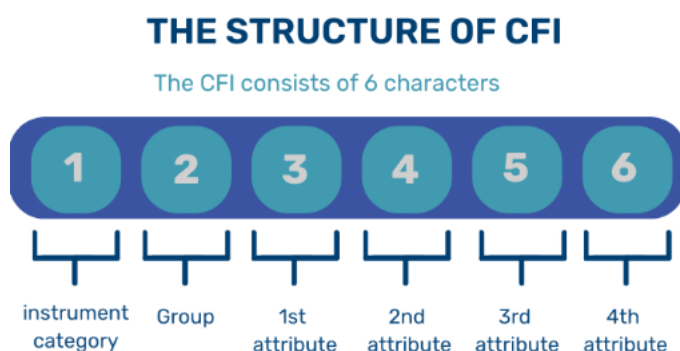 THE STRUCTURE OF CFI
The CFI consists of 6 characters
1 2 3 4 5 6
instrument category
Group
1st attribute
2nd attribute
3rd attribute
4th attribute